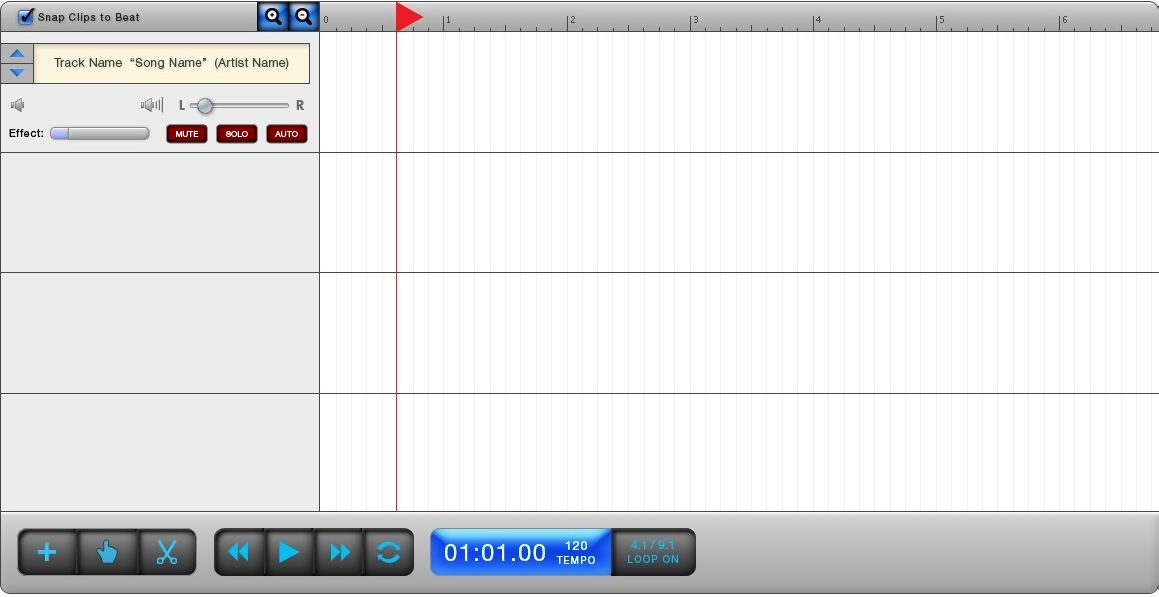 Snap Clips to Beat
0 1 2 3 4 5 6
Track Name “Song Name” (Artist Name)
L R
Effect: MUTE SOLO AUTO
01:01.00 120 TEMPO
4.1 / 9.1
LOOP ON